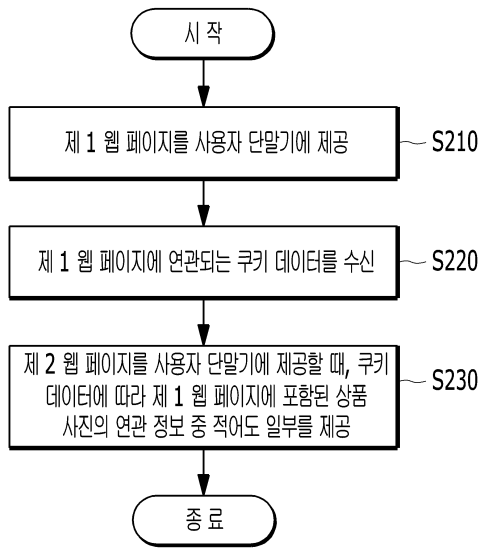 시 작
제 1 웹 페이지를 사용자 단말기에 제공
S210
제 1 웹 페이지에 연관되는 쿠키 데이터를 수신
S220
제 2 웹 페이지를 사용자 단말기에 제공할 때, 쿠키
데이터에 따라 제 1 웹 페이지에 포함된 상품
사진의 연관 정보 중 적어도 일부를 제공
S230
종 료